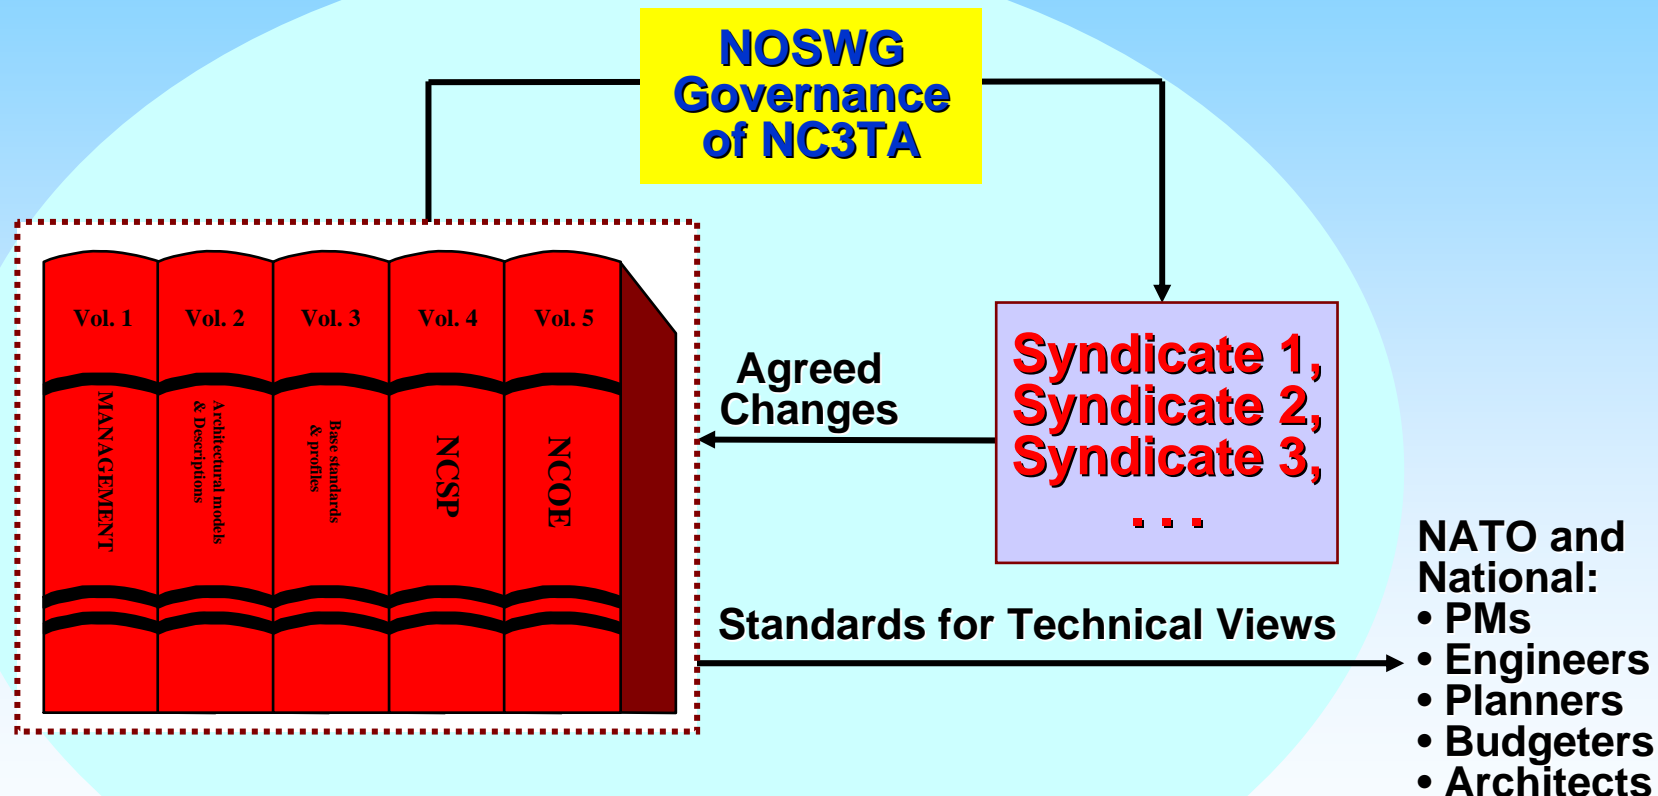 NOSWG
Governance
of NC3TA
Vol. 1
Vol. 2
Vol. 3
Vol. 4
Vol. 5
MANAGEMENT
Architectural models
& Descriptions
Base standards
& profiles
NCSP
NCOE
Agreed
Changes
Syndicate 1,
Syndicate 2,
Syndicate 3,
. . .
Standards for Technical Views
NATO and
National:
• PMs
• Engineers
• Planners
• Budgeters
• Architects